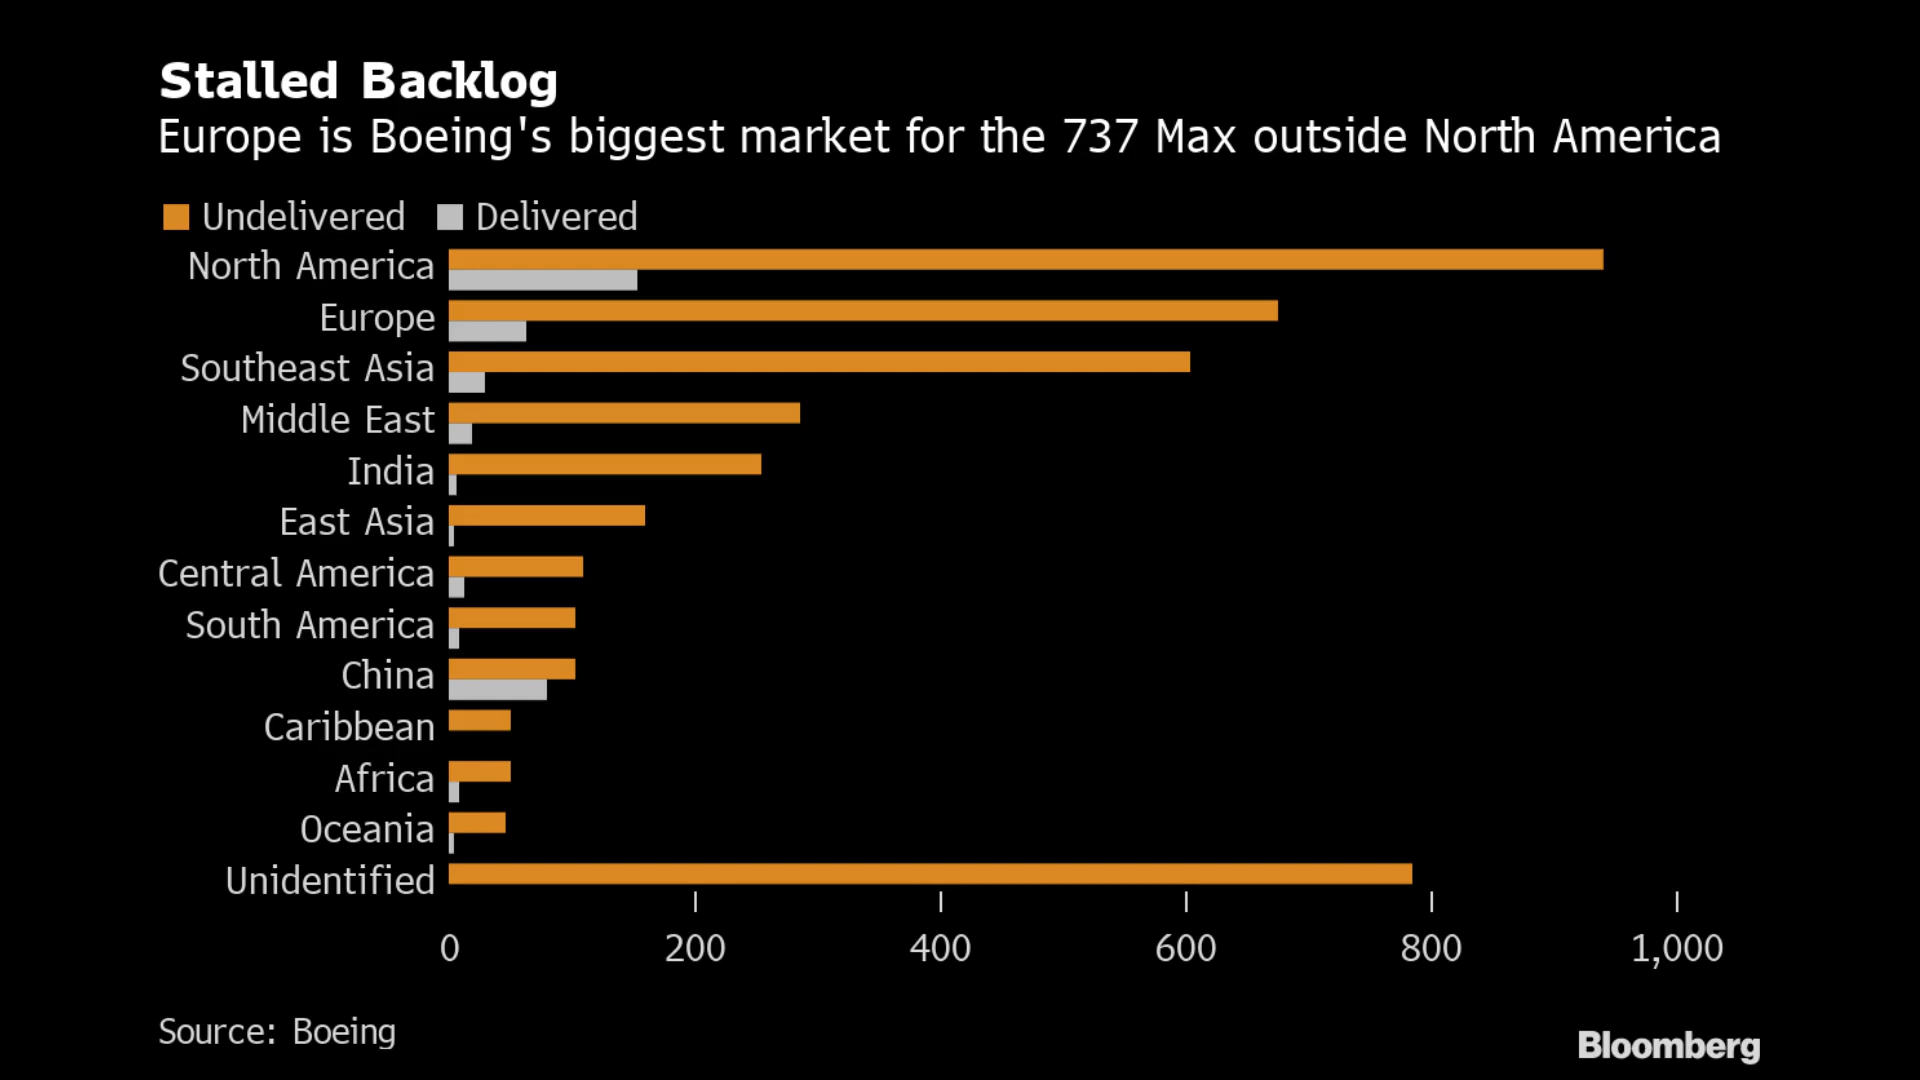 Stalled Backlog
Europe is Boeing's biggest market for the 737 Max outside North America
Undelivered Delivered
North America
Europe
Southeast Asia
Middle East
India
East Asia
Central America
South America
China
Caribbean
Africa
Oceania
Unidentified
0 200 400 600 800 1,000
Source: Boeing
Bloomberg